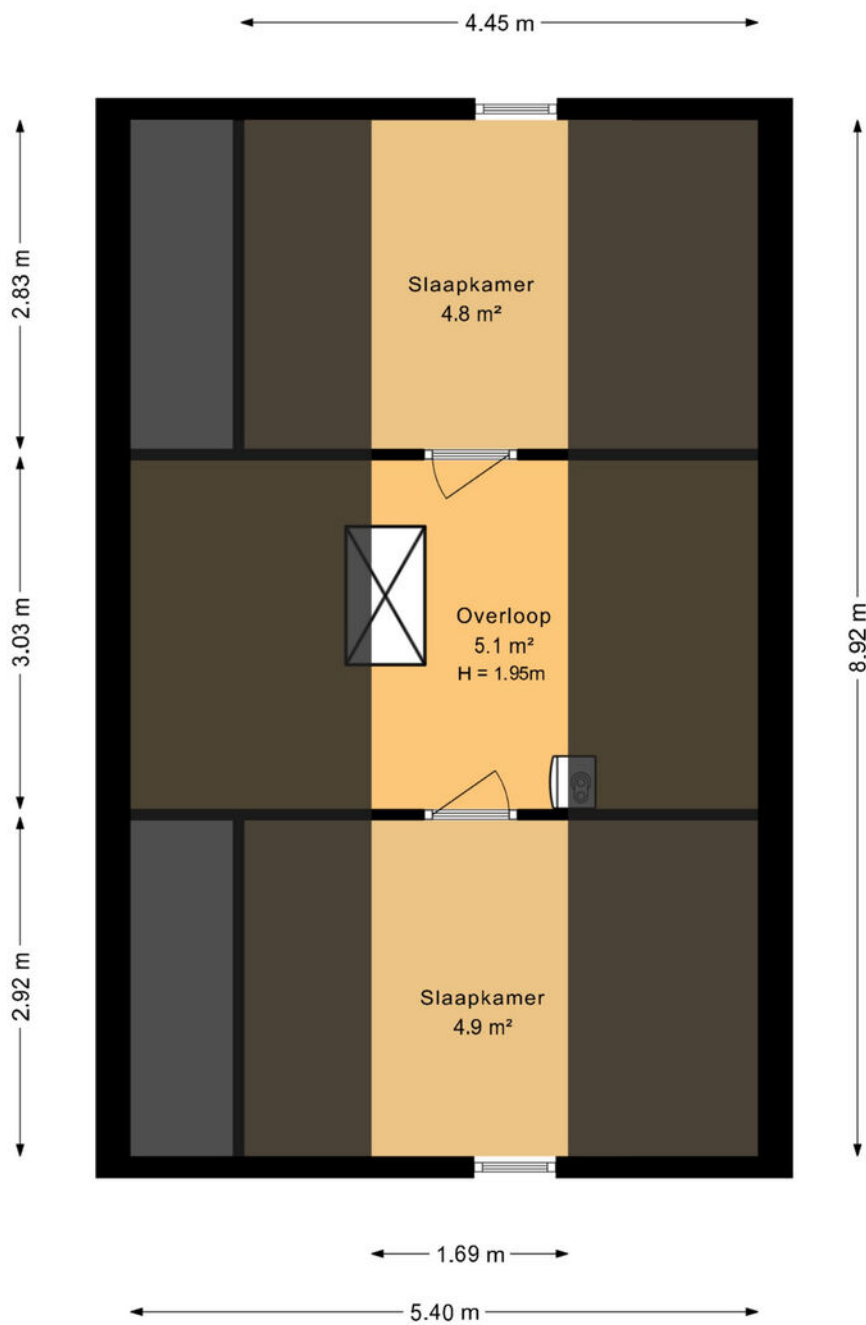 4.45 m
2.83 m
Slaapkamer
4.8 m²
3.03 m
Overloop
5.1 m²
H = 1.95m
8.92 m
2.92 m
Slaapkamer
4.9 m²
1.69 m
5.40 m